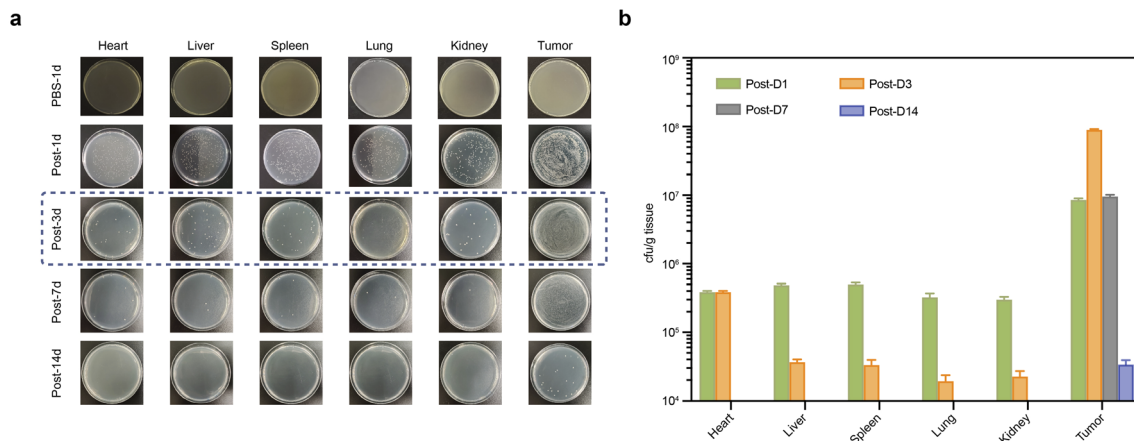 a
Heart Liver Spleen Lung Kidney Tumor
PBS-1d
Post-1d
Post-3d
Post-7d
Post-14d
b
cfu/g tissue
10⁹
10⁸
10⁷
10⁶
10⁵
10⁴
Post-D1 Post-D3
Post-D7 Post-D14
Heart Liver Spleen Lung Kidney Tumor